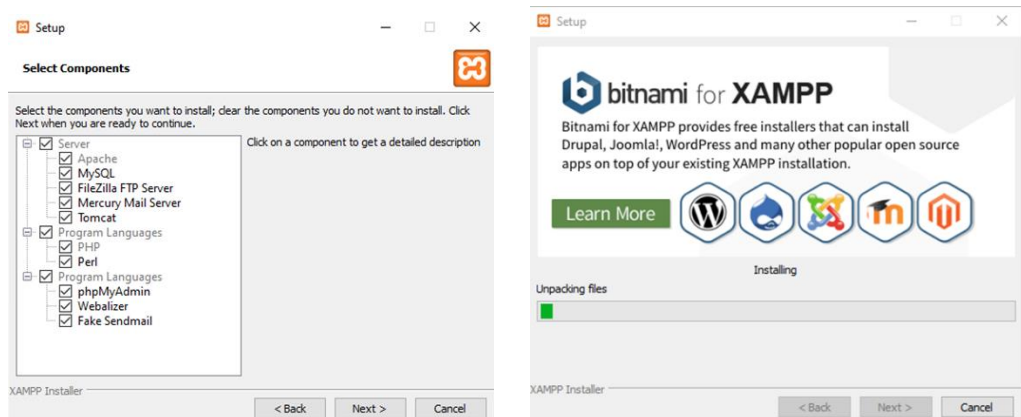 Setup
Select Components
Select the components you want to install; clear the components you do not want to install. Click
Next when you are ready to continue.
Server
Apache
MySQL
FileZilla FTP Server
Mercury Mail Server
Tomcat
Program Languages
PHP
Perl
Program Languages
phpMyAdmin
Webalizer
Fake Sendmail
Click on a component to get a detailed description
XAMPP Installer
< Back
Next >
Cancel
Setup
bitnami for XAMPP
Bitnami for XAMPP provides free installers that can install
Drupal, Joomla!, WordPress and many other popular open source
apps on top of your existing XAMPP installation.
Learn More
Installing
Unpacking files
XAMPP Installer
< Back
Next >
Cancel